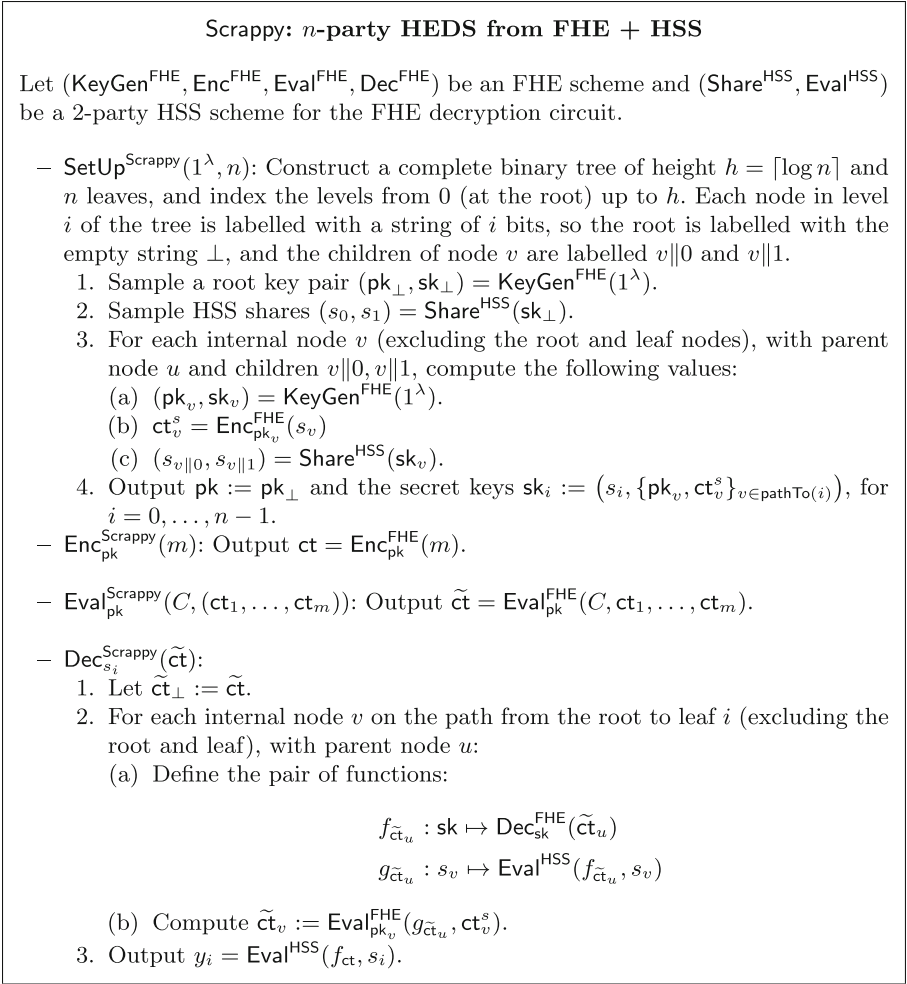 Scrappy: n-party HEDS from FHE + HSS
Let (KeyGen^FHE, Enc^FHE, Eval^FHE, Dec^FHE) be an FHE scheme and (Share^HSS, Eval^HSS)
be a 2-party HSS scheme for the FHE decryption circuit.
– SetUp^Scrappy(1^λ, n): Construct a complete binary tree of height h = ⌈log n⌉ and
n leaves, and index the levels from 0 (at the root) up to h. Each node in level
i of the tree is labelled with a string of i bits, so the root is labelled with the
empty string ⊥, and the children of node v are labelled v∥0 and v∥1.
1. Sample a root key pair (pk_⊥, sk_⊥) = KeyGen^FHE(1^λ).
2. Sample HSS shares (s_0, s_1) = Share^HSS(sk_⊥).
3. For each internal node v (excluding the root and leaf nodes), with parent
node u and children v∥0, v∥1, compute the following values:
(a) (pk_v, sk_v) = KeyGen^FHE(1^λ).
(b) ct^s_v = Enc^FHE_{pk_v}(s_v)
(c) (s_{v∥0}, s_{v∥1}) = Share^HSS(sk_v).
4. Output pk := pk_⊥ and the secret keys sk_i := (s_i, {pk_v, ct^s_v}_{v∈pathTo(i)}), for
i = 0, . . . , n − 1.
– Enc^Scrappy_pk(m): Output ct = Enc^FHE_pk(m).
– Eval^Scrappy_pk(C, (ct_1, . . . , ct_m)): Output c͠t = Eval^FHE_pk(C, ct_1, . . . , ct_m).
– Dec^Scrappy_{s_i}(c͠t):
1. Let c͠t_⊥ := c͠t.
2. For each internal node v on the path from the root to leaf i (excluding the
root and leaf), with parent node u:
(a) Define the pair of functions:
f_{c͠t_u} : sk ↦ Dec^FHE_sk(c͠t_u)
g_{c͠t_u} : s_v ↦ Eval^HSS(f_{c͠t_u}, s_v)
(b) Compute c͠t_v := Eval^FHE_{pk_v}(g_{c͠t_u}, ct^s_v).
3. Output y_i = Eval^HSS(f_ct, s_i).